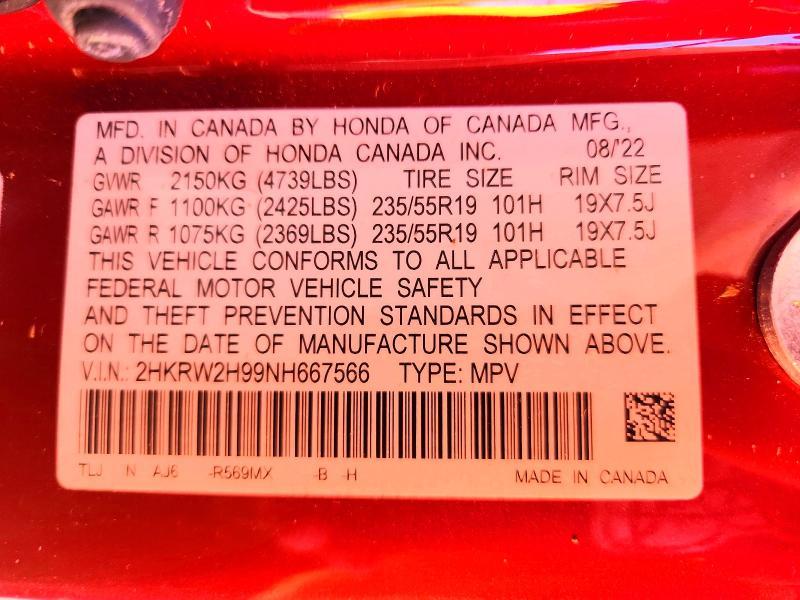 MFD. IN CANADA BY HONDA OF CANADA MFG.,
A DIVISION OF HONDA CANADA INC. 08/'22
GVWR 2150KG (4739LBS) TIRE SIZE RIM SIZE
GAWR F 1100KG (2425LBS) 235/55R19 101H 19X7.5J
GAWR R 1075KG (2369LBS) 235/55R19 101H 19X7.5J
THIS VEHICLE CONFORMS TO ALL APPLICABLE
FEDERAL MOTOR VEHICLE SAFETY
AND THEFT PREVENTION STANDARDS IN EFFECT
ON THE DATE OF MANUFACTURE SHOWN ABOVE.
V.I.N.: 2HKRW2H99NH667566 TYPE: MPV
TLJ N AJ6 -R569MX -B -H MADE IN CANADA